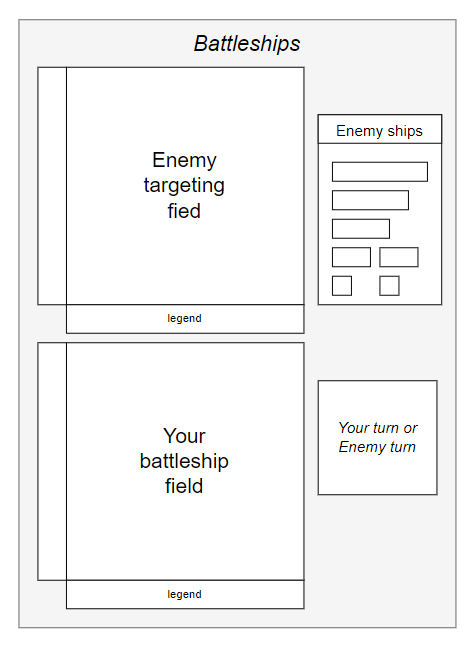 Battleships
Enemy
targeting
fied
Enemy ships
legend
Your
battleship
field
Your turn or
Enemy turn
legend